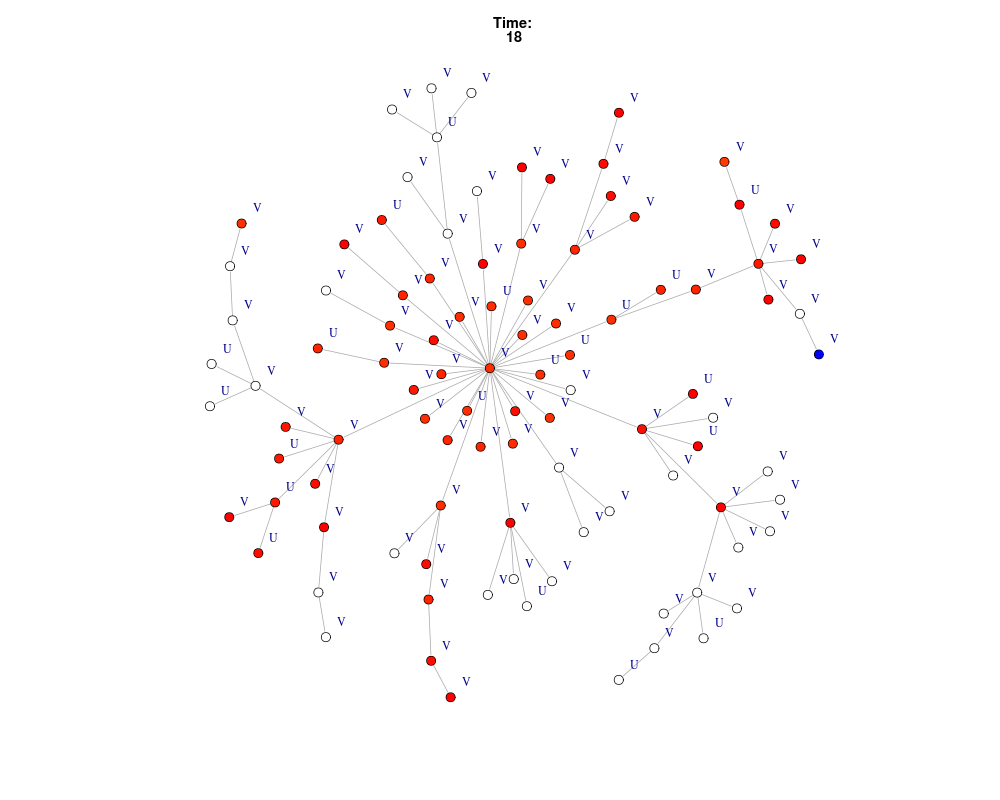 Time:
18
V V
V V
U
V V V
V V
V
V
U
U V V V
V V V V
V V V V V
V V U V V
U V
V V V U
U V U V
U V V V U
V V V U
U U V V V V
V V V V V U
U V V V
V
U V V V V
V V V V V
U V V V
V V V V V
V U V V
V V U
V
U
V